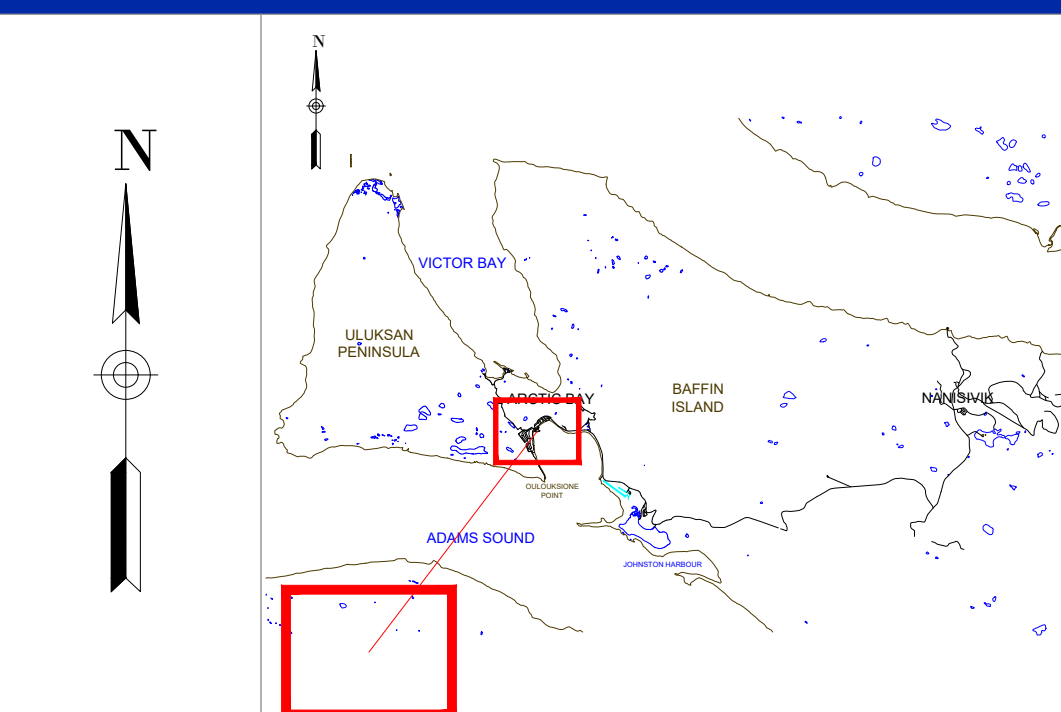 N
N
VICTOR BAY
ULUKSAN
PENINSULA
BAFFIN
ISLAND
ARCTIC BAY
NANISIVIK
OULOUKSIONE
POINT
ADAMS SOUND
JOHNSTON HARBOUR